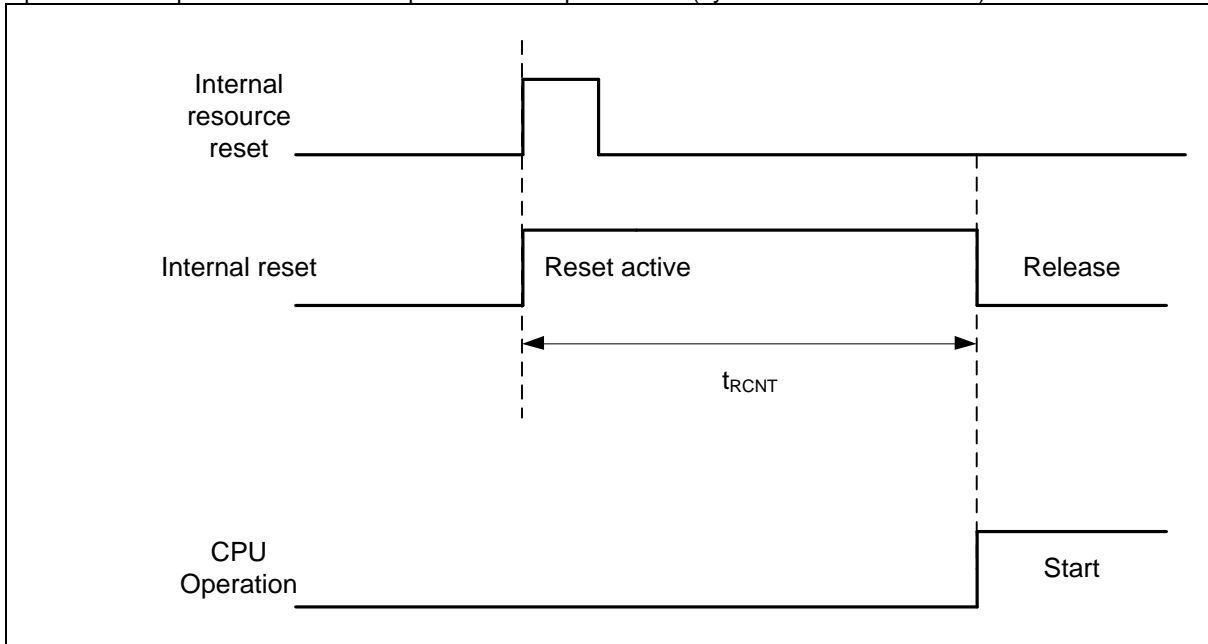 Internal
resource
reset
Internal reset
Reset active
Release
tRCNT
CPU
Operation
Start